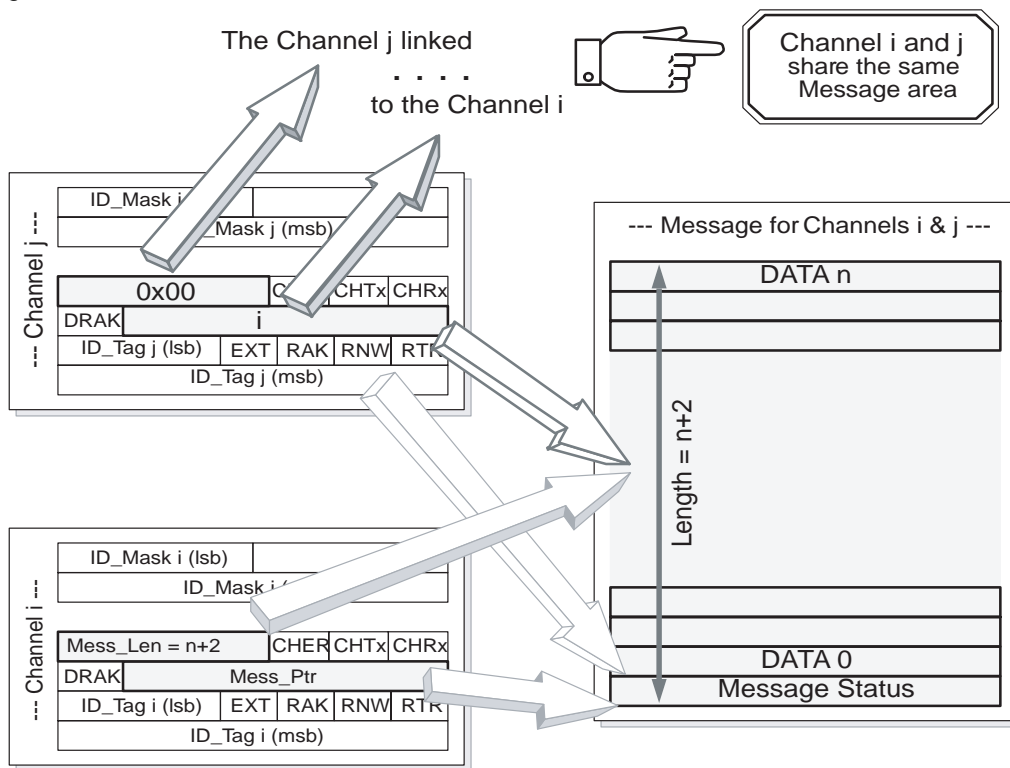 The Channel j linked
. . . .
to the Channel i
Channel i and j
share the same
Message area
--- Channel j ---
ID_Mask j
Mask j (msb)
0x00 CHTx CHRx
DRAK i
ID_Tag j (lsb) EXT RAK RNW RTR
ID_Tag j (msb)
--- Channel i ---
ID_Mask i (lsb)
ID_Mask i
Mess_Len = n+2 CHER CHTx CHRx
DRAK Mess_Ptr
ID_Tag i (lsb) EXT RAK RNW RTR
ID_Tag i (msb)
--- Message for Channels i & j ---
DATA n
Length = n+2
DATA 0
Message Status